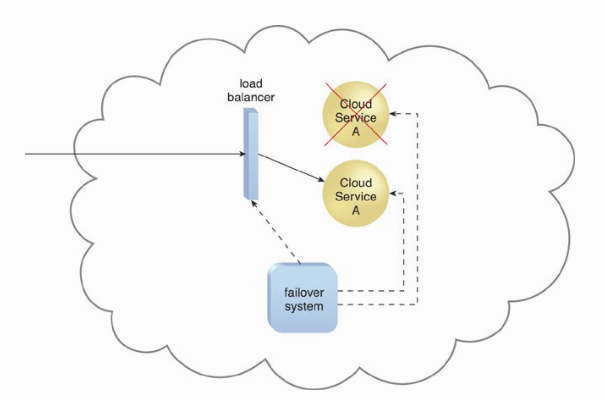 load
balancer
Cloud
Service
A
Cloud
Service
A
failover
system